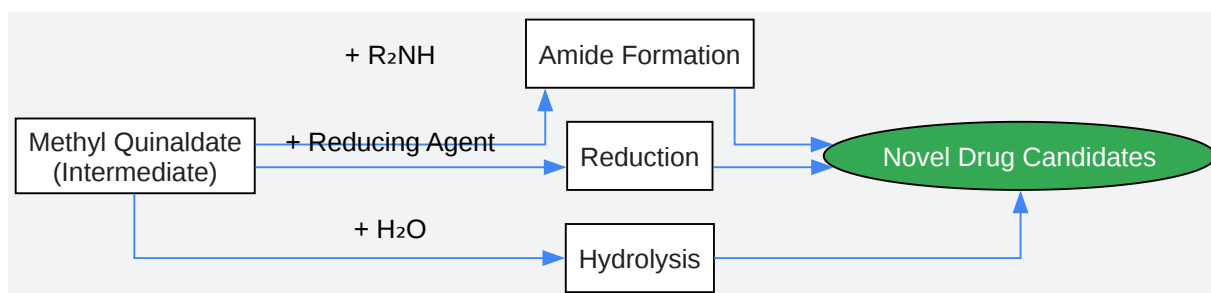 + R₂NH
Amide Formation
Methyl Quinaldate
(Intermediate)
+ Reducing Agent
Reduction
Novel Drug Candidates
+ H₂O
Hydrolysis